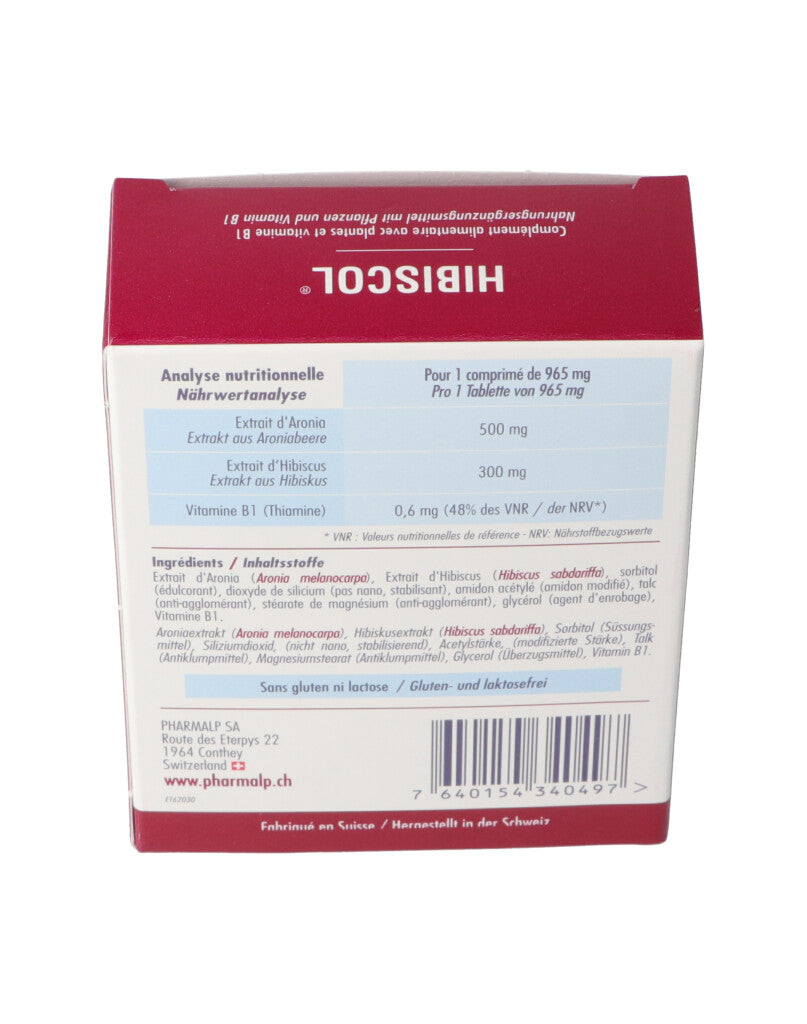 Nahrungsergänzungsmittel mit Pflanzen und Vitamin B1
Complément alimentaire avec plantes et vitamine B1
HIBISCOL®
Analyse nutritionnelle
Nährwertanalyse
Pour 1 comprimé de 965 mg
Pro 1 Tablette von 965 mg
Extrait d'Aronia
Extrakt aus Aroniabeere
500 mg
Extrait d'Hibiscus
Extrakt aus Hibiskus
300 mg
Vitamine B1 (Thiamine)
0,6 mg (48% des VNR / der NRV*)
* VNR : Valeurs nutritionnelles de référence - NRV: Nährstoffbezugswerte
Ingrédients / Inhaltsstoffe
Extrait d'Aronia (Aronia melanocarpa), Extrait d'Hibiscus (Hibiscus sabdariffa), sorbitol
(édulcorant), dioxyde de silicium (pas nano, stabilisant), amidon acétylé (amidon modifié), talc
(anti-agglomérant), stéarate de magnésium (anti-agglomérant), glycérol (agent d'enrobage),
Vitamine B1.
Aroniaextrakt (Aronia melanocarpa), Hibiskusextrakt (Hibiscus sabdariffa), Sorbitol (Süssungs-
mittel), Siliziumdioxid, (nicht nano, stabilisierend), Acetylstärke, (modifizierte Stärke), Talk
(Antiklumpmittel), Magnesiumstearat (Antiklumpmittel), Glycerol (Überzugsmittel), Vitamin B1.
Sans gluten ni lactose / Gluten- und laktosefrei
PHARMALP SA
Route des Eterpys 22
1964 Conthey
Switzerland
www.pharmalp.ch
E162030
7 640154 340497 >
Fabriqué en Suisse / Hergestellt in der Schweiz